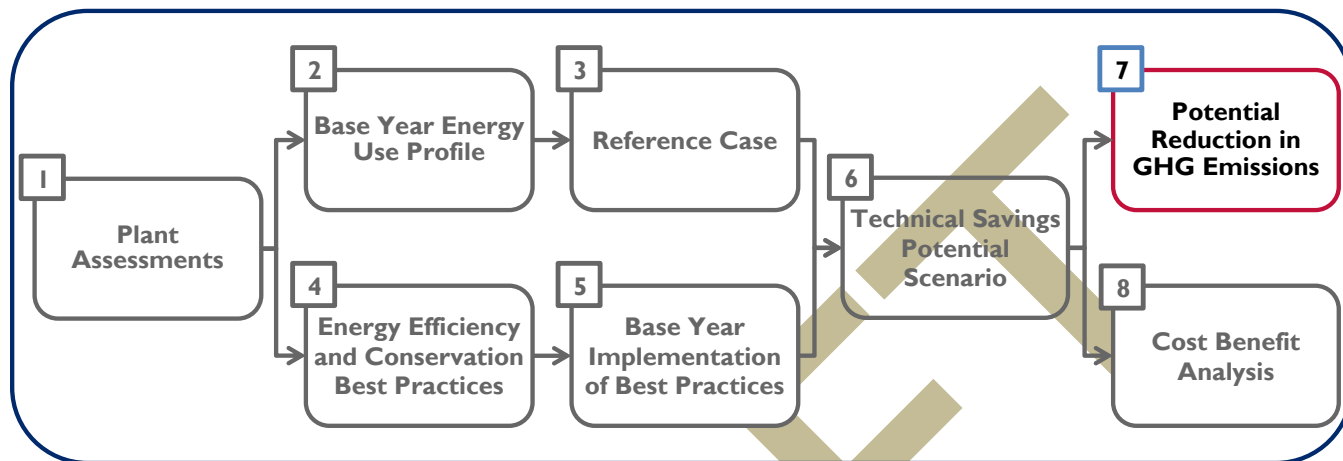 1
Plant
Assessments
2
Base Year Energy
Use Profile
3
Reference Case
4
Energy Efficiency
and Conservation
Best Practices
5
Base Year
Implementation
of Best Practices
6
Technical Savings
Potential
Scenario
7
Potential
Reduction in
GHG Emissions
8
Cost Benefit
Analysis